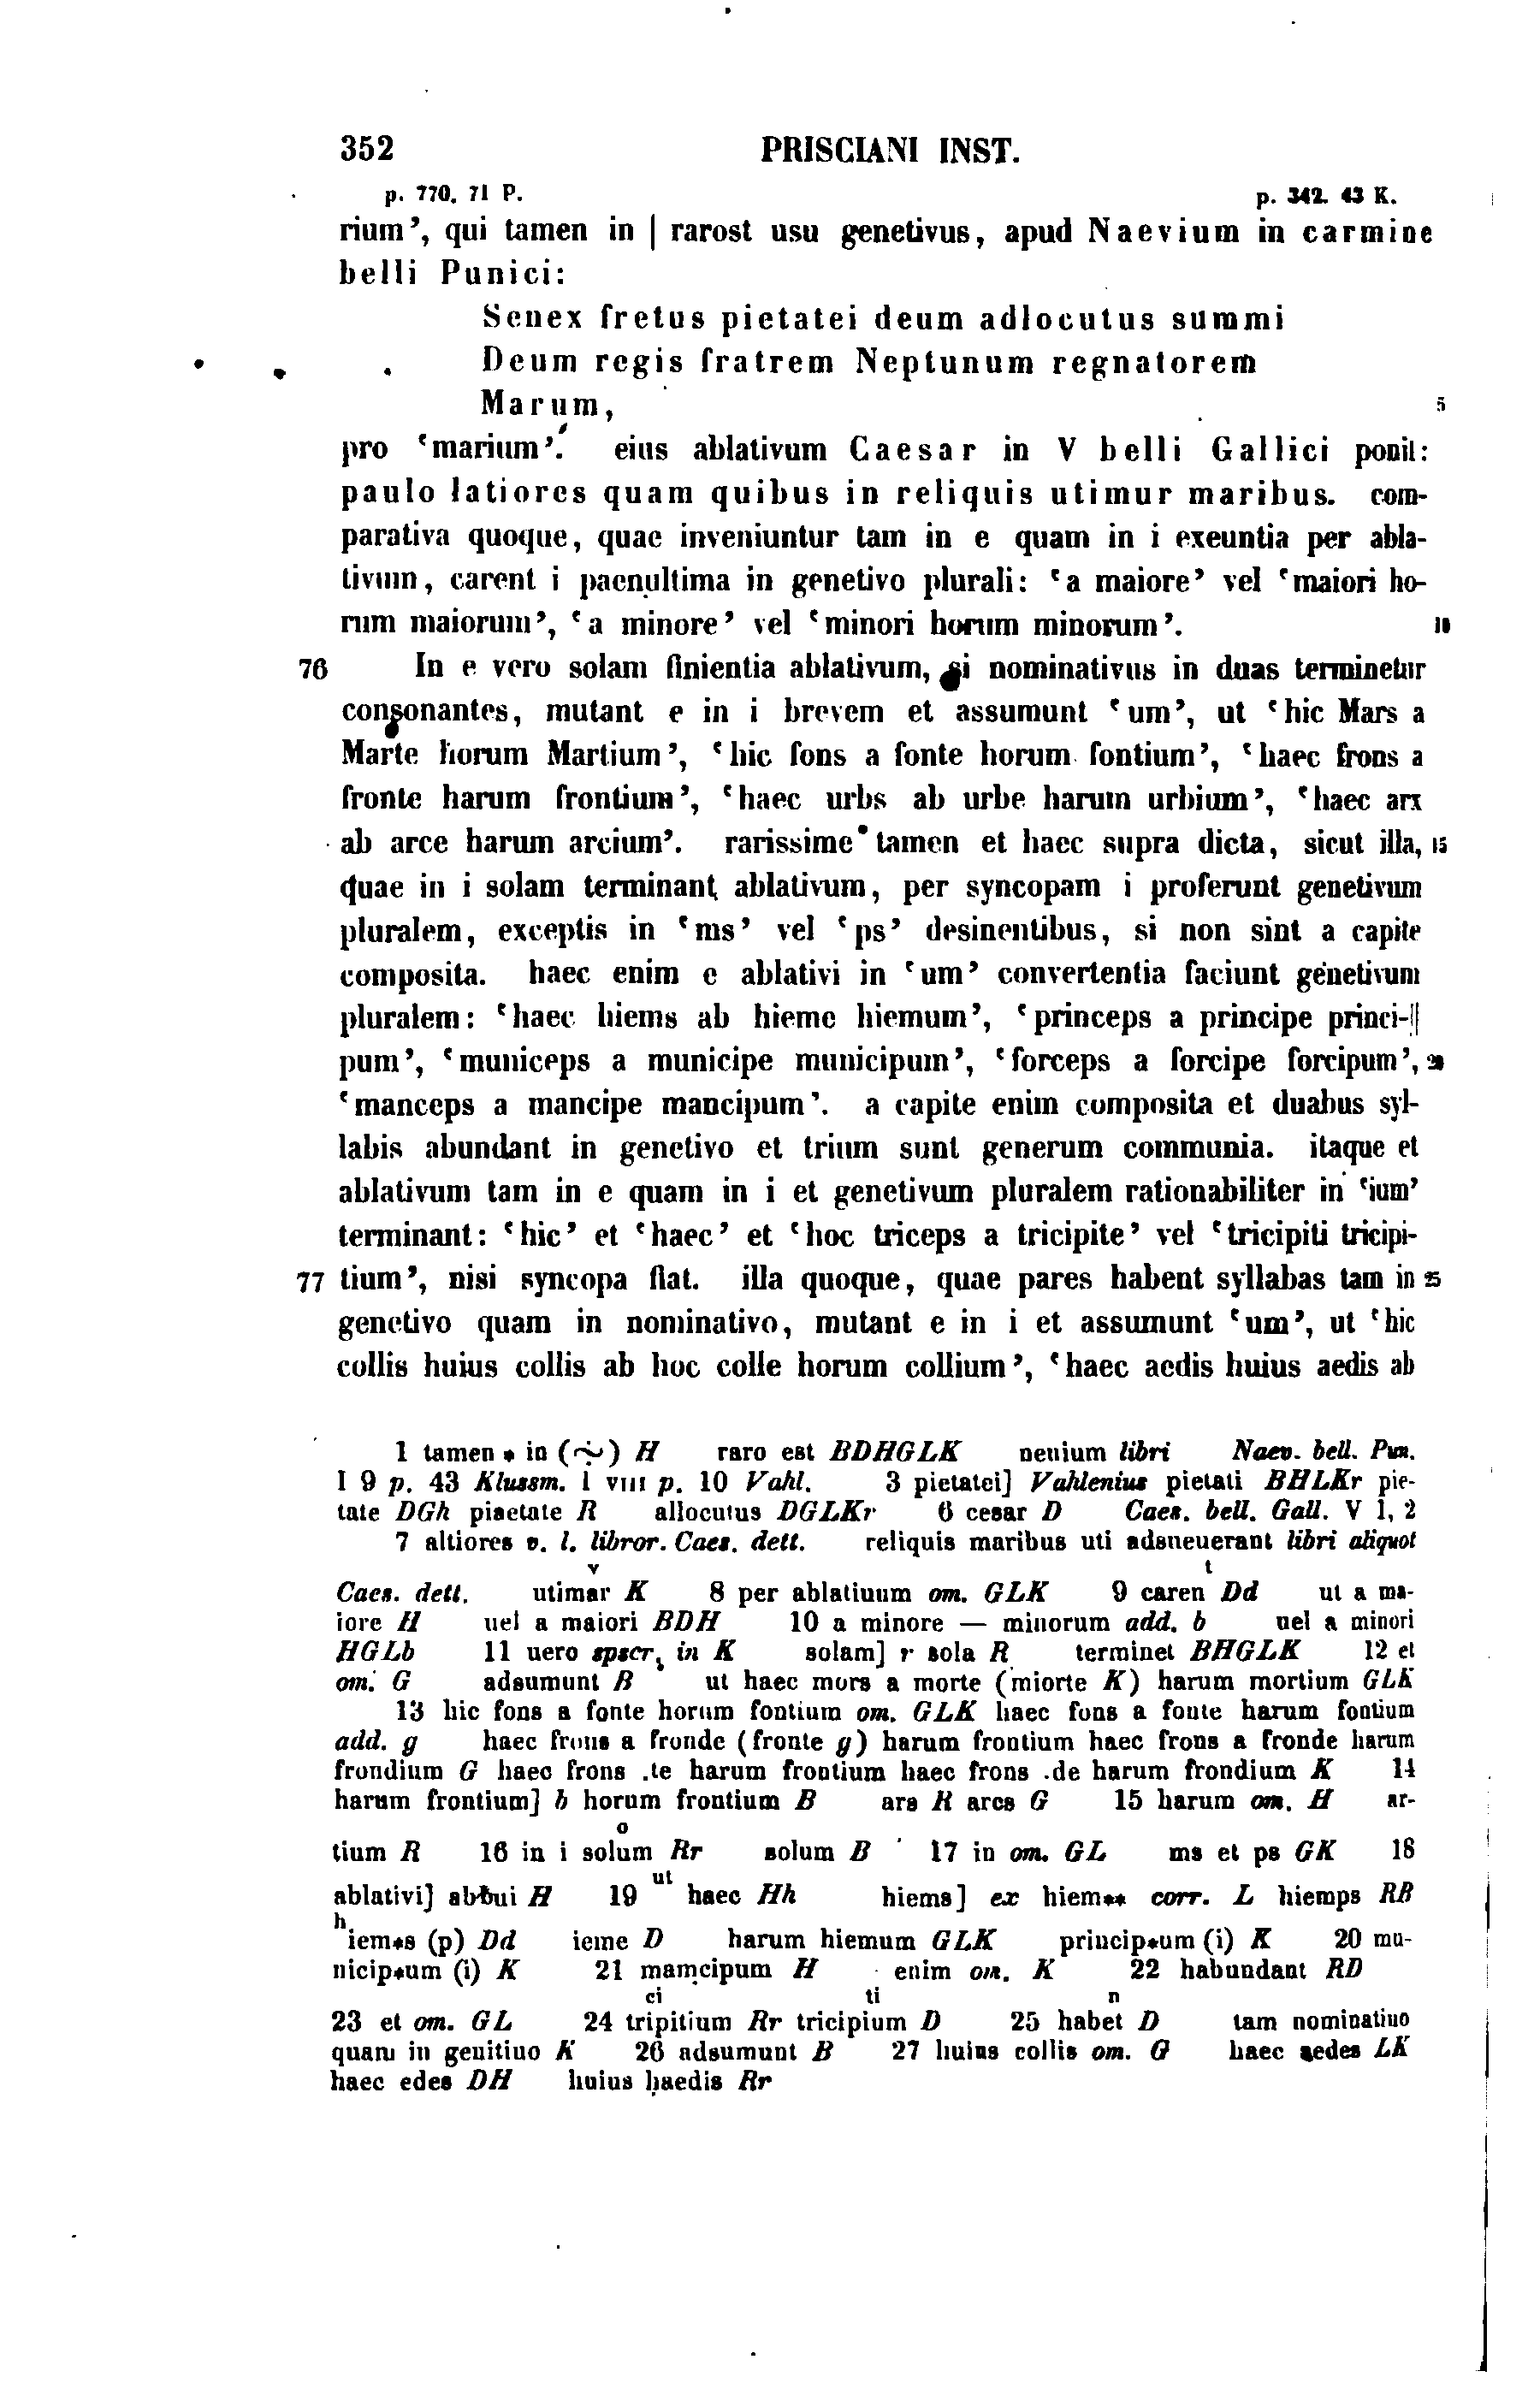 352 PRISCIANI INST.
p. 770. 71 P. p. 342. 43 K.
rium’, qui tamen in | rarost usu genetivus, apud Naevium in carmine
belli Punici:
Senex fretus pietatei deum adlocutus summi
Deum regis fratrem Neptunum regnatorem
Marum, 5
pro ‘marium’. eius ablativum Caesar in V belli Gallici ponit:
paulo latiores quam quibus in reliquis utimur maribus. com-
parativa quoque, quae inveniuntur tam in e quam in i exeuntia per abla-
tivum, carent i paenultima in genetivo plurali: ‘a maiore’ vel ‘maiori ho-
rum maiorum’, ‘a minore’ vel ‘minori horum minorum’. 10
76 In e vero solam finientia ablativum, si nominativus in duas terminetur
consonantes, mutant e in i brevem et assumunt ‘um’, ut ‘hic Mars a
Marte horum Martium’, ‘hic fons a fonte horum fontium’, ‘haec frons a
fronte harum frontium’, ‘haec urbs ab urbe harum urbium’, ‘haec arx
ab arce harum arcium’. rarissime tamen et haec supra dicta, sicut illa, 15
quae in i solam terminant ablativum, per syncopam i proferunt genetivum
pluralem, exceptis in ‘ms’ vel ‘ps’ desinentibus, si non sint a capite
composita. haec enim e ablativi in ‘um’ convertentia faciunt genetivum
pluralem: ‘haec hiems ab hieme hiemum’, ‘princeps a principe princi-||
pum’, ‘municeps a municipe municipum’, ‘forceps a forcipe forcipum’, 20
‘manceps a mancipe mancipum’. a capite enim composita et duabus syl-
labis abundant in genetivo et trium sunt generum communia. itaque et
ablativum tam in e quam in i et genetivum pluralem rationabiliter in ‘ium’
terminant: ‘hic’ et ‘haec’ et ‘hoc triceps a tricipite’ vel ‘tricipiti tricipi-
77 tium’, nisi syncopa fiat. illa quoque, quae pares habent syllabas tam in 25
genetivo quam in nominativo, mutant e in i et assumunt ‘um’, ut ‘hic
collis huius collis ab hoc colle horum collium’, ‘haec aedis huius aedis ab
1 tamen * in (∻) H raro est BDHGLK neuium libri Naev. bell. Pun.
I 9 p. 43 Klussm. I VIII p. 10 Vahl. 3 pietatei] Vahlenius pietati BHLKr pie-
tate DGh piaetate R allocutus DGLKr 6 cesar D Caes. bell. Gall. V 1, 2
7 altiores v. l. libror. Caes. dett. reliquis maribus uti adsueuerant libri aliquot
v t
Caes. dett. utimar K 8 per ablatiuum om. GLK 9 caren Dd ut a ma-
iore H uel a maiori BDH 10 a minore — minorum add. b uel a minori
HGLb 11 uero spscr. in K solam] r sola R terminet BHGLK 12 et
om. G adsumunt B ut haec mors a morte (miorte K) harum mortium GLK
13 hic fons a fonte horum fontium om. GLK haec fons a fonte harum fontium
add. g haec frons a fronde (fronte g) harum frontium haec frons a fronde harum
frondium G haec frons .te harum frontium haec frons .de harum frondium K 14
harum frontium] b horum frontium B ars R arcs G 15 harum om. H ar-
o
tium R 16 in i solum Rr solum B 17 in om. GL ms et ps GK 18
ut
ablativi] abtui H 19 haec Hh hiems] ex hiem** corr. L hiemps RB
h
iem*s (p) Dd ieme D harum hiemum GLK princip*um (i) K 20 mu-
nicip*um (i) K 21 mamcipum H enim om. K 22 habundant RD
ci ti n
23 et om. GL 24 tripitium Rr tricipium D 25 habet D tam nominatiuo
quam in genitiuo K 26 adsumunt B 27 huius collis om. G haec aedes LK
haec edes DH huius haedis Rr